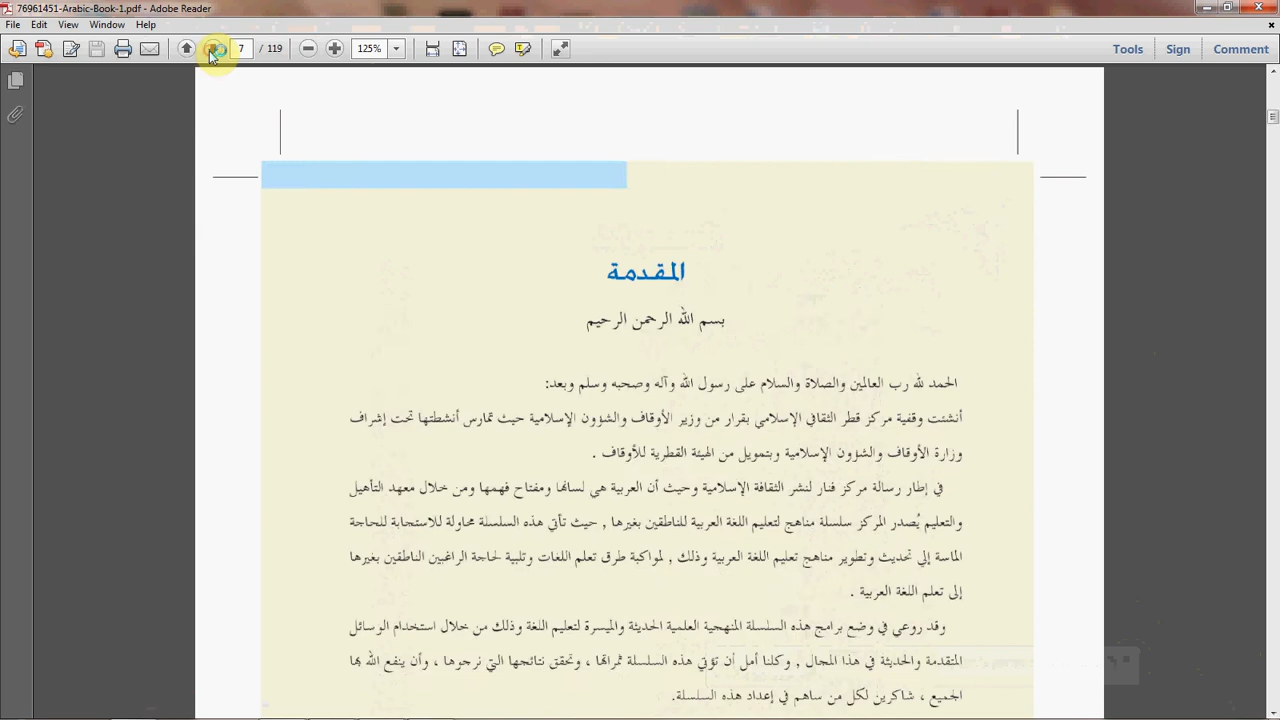 76961451-Arabic-Book-1.pdf - Adobe Reader
File Edit View Window Help
7 / 119 125% Tools Sign Comment
المقدمة
بسم الله الرحمن الرحيم
الحمد لله رب العالمين والصلاة والسلام على رسول الله وآله وصحبه وسلم وبعد:
أنشئت وقفية مركز قطر الثقافي الإسلامي بقرار من وزير الأوقاف والشؤون الإسلامية حيث تمارس أنشطتها تحت إشراف
وزارة الأوقاف والشؤون الإسلامية وبتمويل من الهيئة القطرية للأوقاف .
في إطار رسالة مركز فنار لنشر الثقافة الإسلامية وحيث أن العربية هي لسانها ومفتاح فهمها ومن خلال معهد التأهيل
والتعليم يُصدر المركز سلسلة مناهج لتعليم اللغة العربية للناطقين بغيرها , حيث تأتي هذه السلسلة محاولة للاستجابة للحاجة
الماسة إلي تحديث وتطوير مناهج تعليم اللغة العربية وذلك , لمواكبة طرق تعلم اللغات وتلبية لحاجة الراغبين الناطقين بغيرها
إلى تعلم اللغة العربية .
وقد روعي في وضع برامج هذه السلسلة المنهجية العلمية الحديثة والميسرة لتعليم اللغة وذلك من خلال استخدام الوسائل
المتقدمة والحديثة في هذا المجال , وكلنا أمل أن تؤتي هذه السلسلة ثمراتها ، وتحقق نتائجها التي نرجوها ، وأن ينفع الله بها
الجميع ، شاكرين لكل من ساهم في إعداد هذه السلسلة.